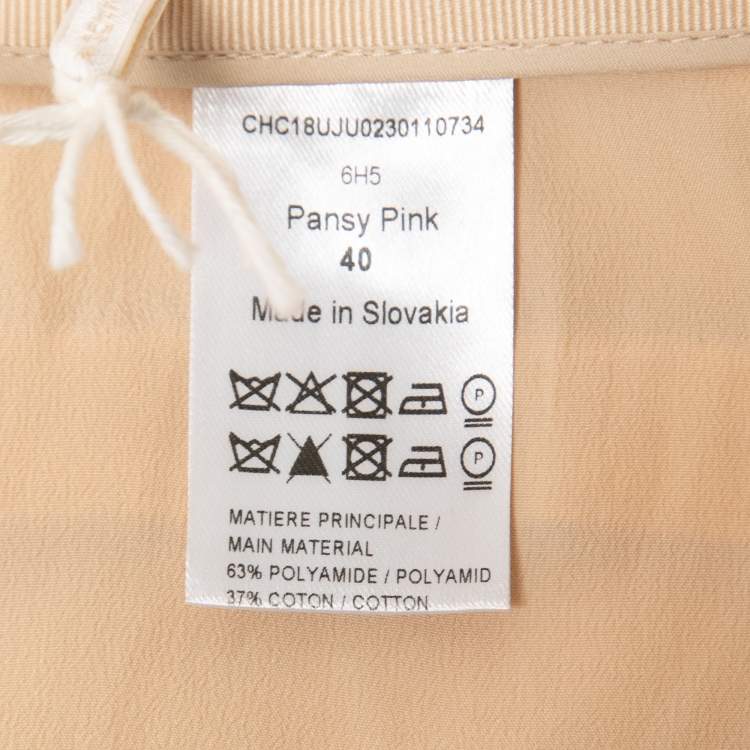 CHC18UJU0230110734
6H5
Pansy Pink
40
Made in Slovakia
P
P
MATIERE PRINCIPALE /
MAIN MATERIAL
63% POLYAMIDE / POLYAMID
37% COTON / COTTON